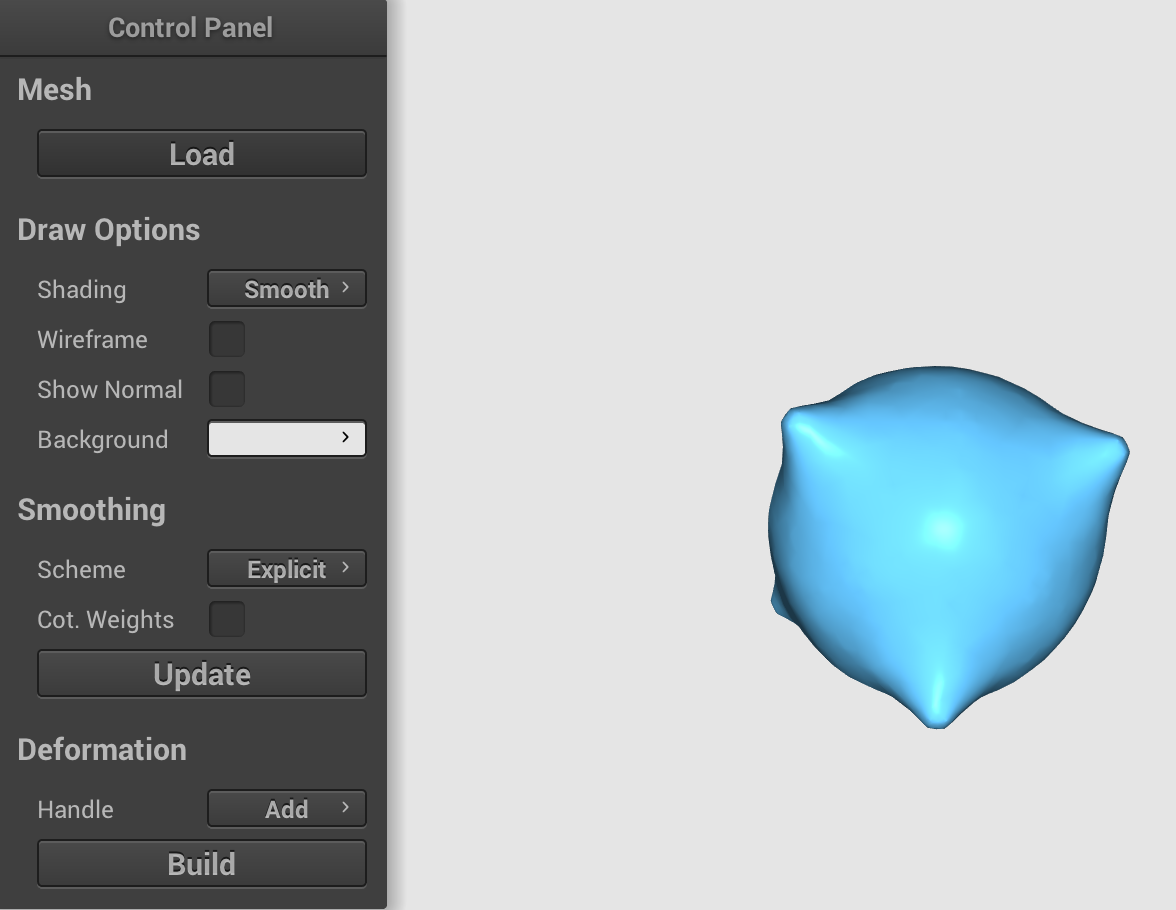 Control Panel
Mesh
Load
Draw Options
Shading Smooth
Wireframe
Show Normal
Background
Smoothing
Scheme Explicit
Cot. Weights
Update
Deformation
Handle Add
Build